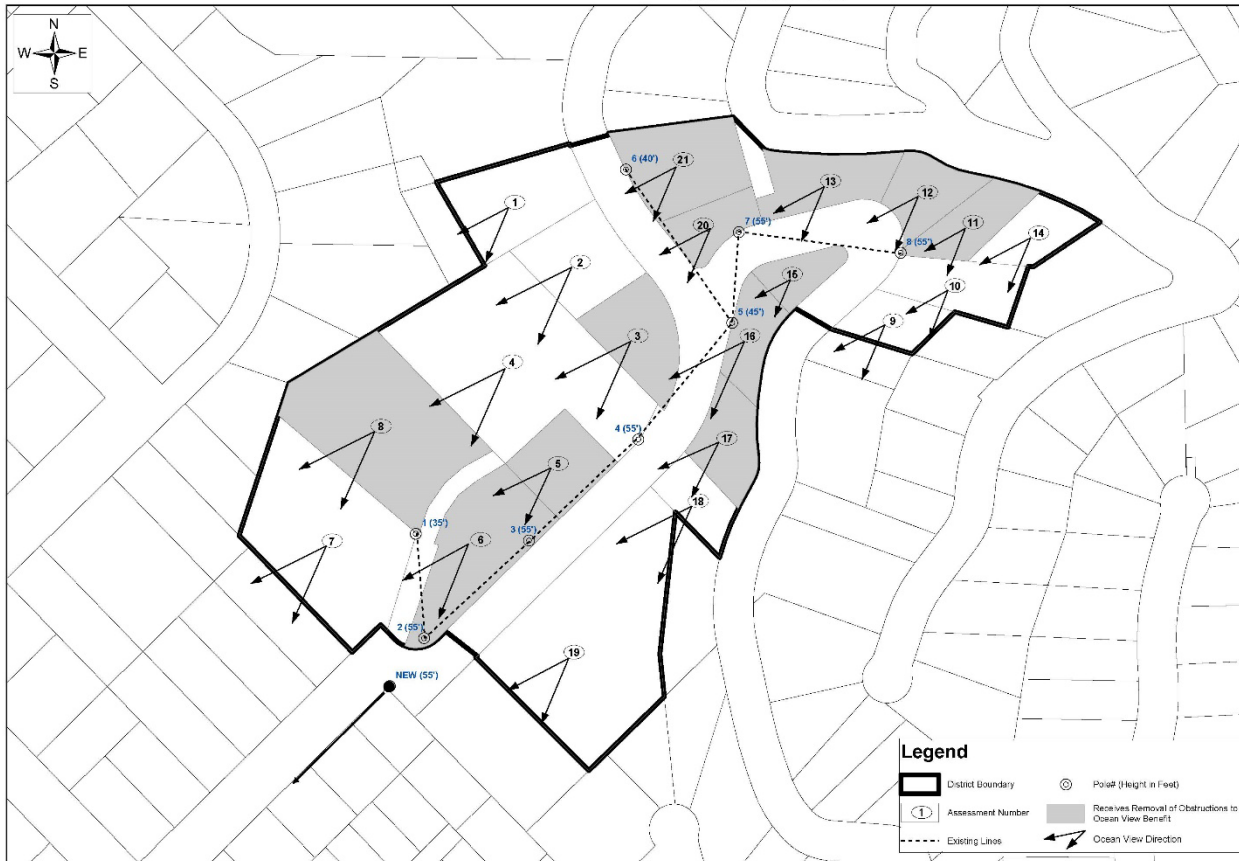 N
W E
S
1
2
3
4
5
6
7
8
9
10
11
12
13
14
15
16
17
18
19
20
21
6 (40')
7 (55')
8 (55')
5 (45')
4 (55')
3 (55')
1 (35')
2 (55')
NEW (55')
Legend
District Boundary
Pole# (Height in Feet)
1 Assessment Number
Receives Removal of Obstructions to
Ocean View Benefit
Existing Lines
Ocean View Direction